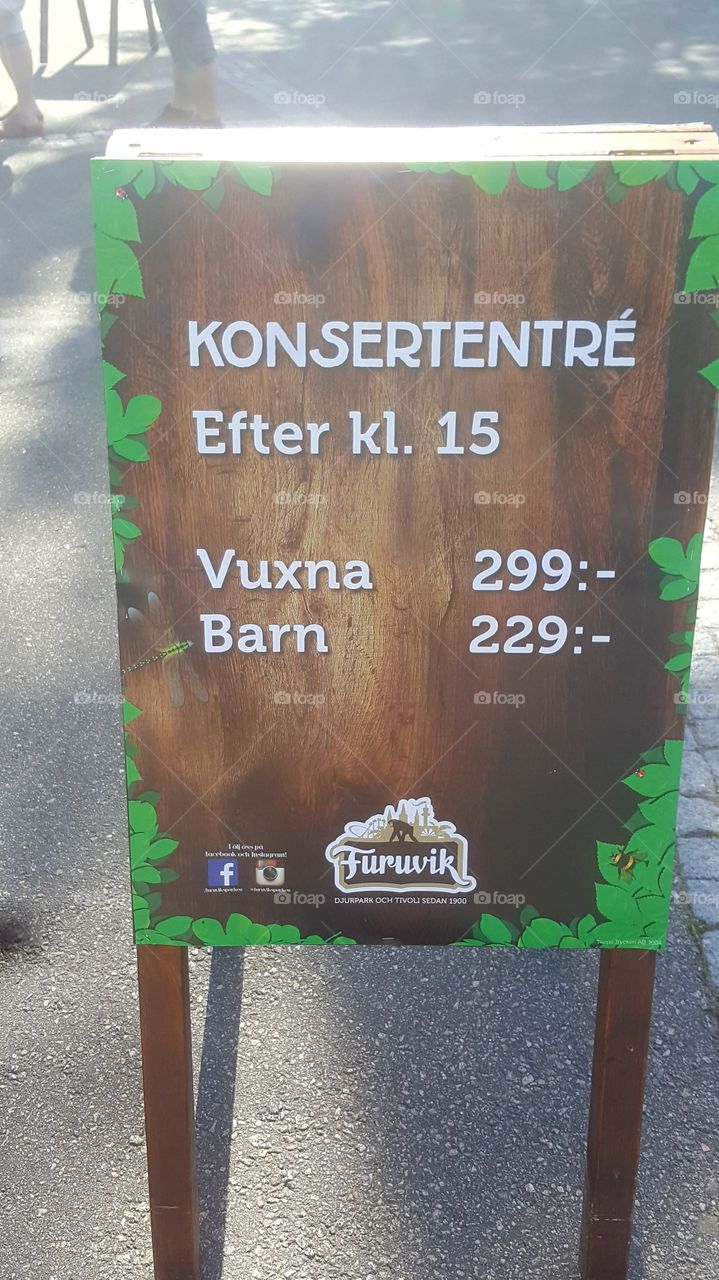 KONSERTENTRÉ
Efter kl. 15
Vuxna 299:-
Barn 229:-
Följ oss på
facebook och Instagram!
Furuvik
DJURPARK OCH TIVOLI SEDAN 1900
foap